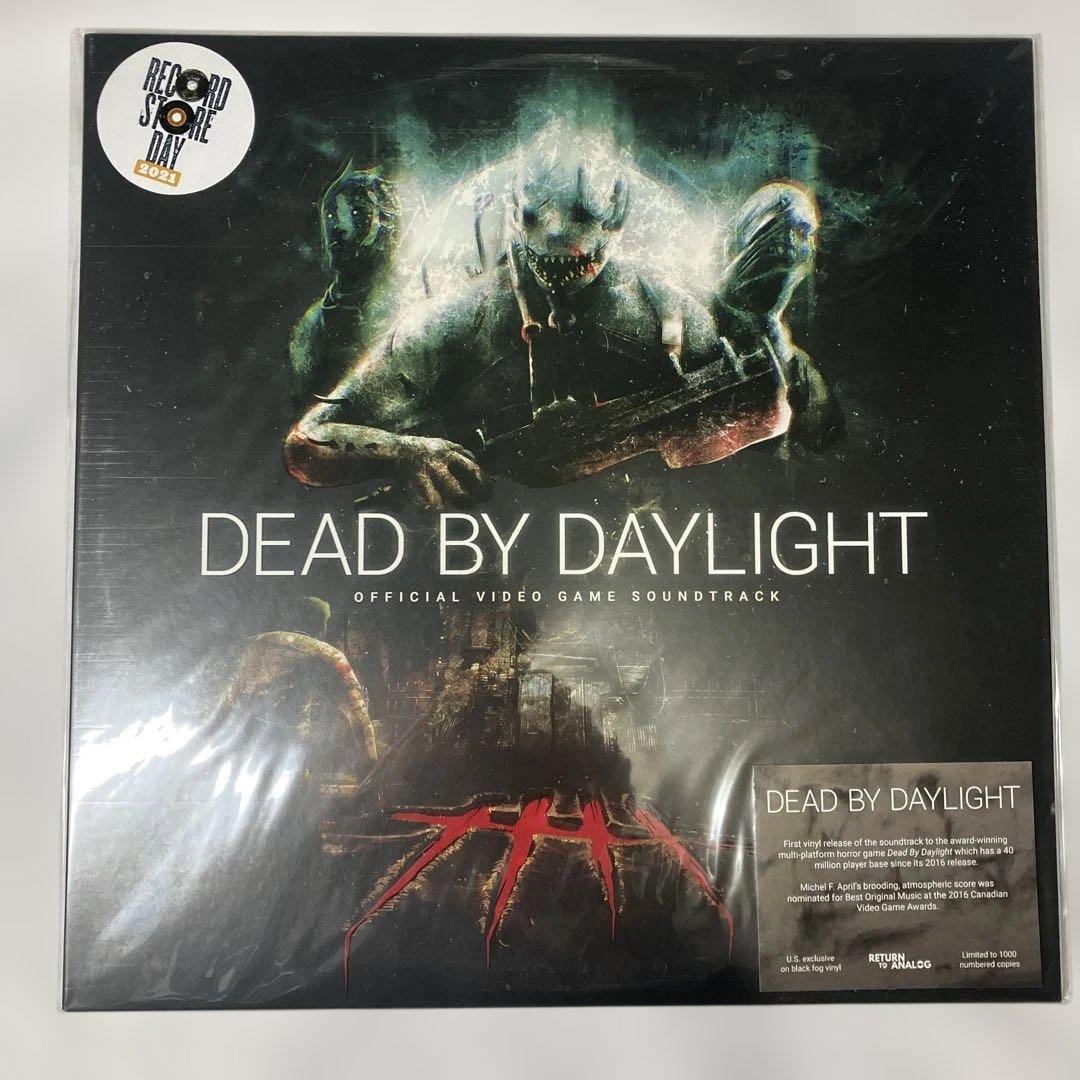 RECORD
STORE
DAY
2021
DEAD BY DAYLIGHT
OFFICIAL VIDEO GAME SOUNDTRACK
DEAD BY DAYLIGHT
First vinyl release of the soundtrack to the award-winning
multi-platform horror game Dead By Daylight which has a 40
million player base since its 2016 release.
Michel F. April's brooding, atmospheric score was
nominated for Best Original Music at the 2016 Canadian
Video Game Awards.
U.S. exclusive
on black fog vinyl
RETURN
TO ANALOG
Limited to 1000
numbered copies